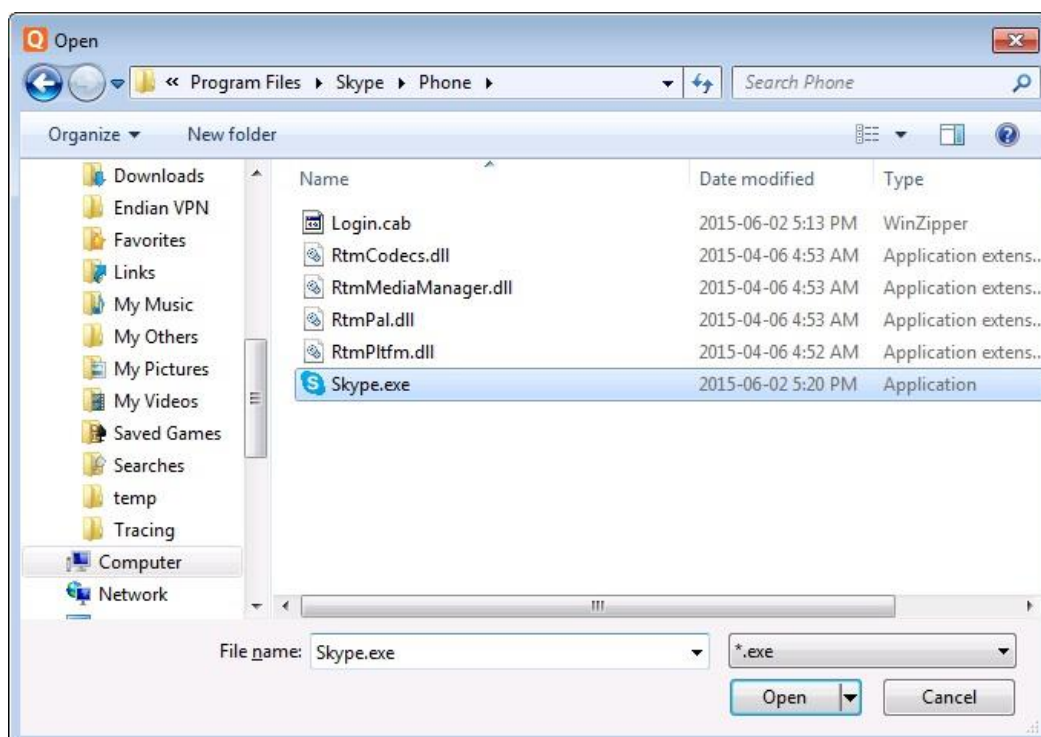 Open
« Program Files Skype Phone Search Phone
Organize New folder
Name Date modified Type
Downloads
Endian VPN
Favorites
Links
My Music
My Others
My Pictures
My Videos
Saved Games
Searches
temp
Tracing
Computer
Network
Login.cab 2015-06-02 5:13 PM WinZipper
RtmCodecs.dll 2015-04-06 4:53 AM Application extens..
RtmMediaManager.dll 2015-04-06 4:53 AM Application extens..
RtmPal.dll 2015-04-06 4:53 AM Application extens..
RtmPltfm.dll 2015-04-06 4:52 AM Application extens..
Skype.exe 2015-06-02 5:20 PM Application
File name: Skype.exe *.exe
Open Cancel